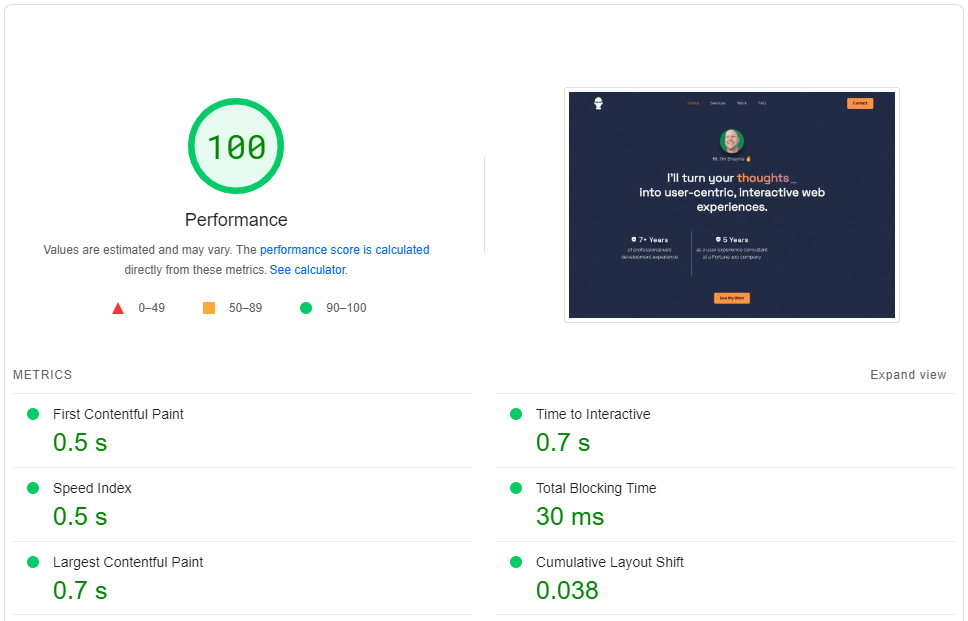 100
Performance
Values are estimated and may vary. The performance score is calculated
directly from these metrics. See calculator.
0–49
50–89
90–100
Home
Services
Work
FAQ
Contact
Hi, I'm Shayna
I'll turn your thoughts_
into user-centric, interactive web
experiences.
7+ Years
of professional web
development experience
5 Years
as a user experience consultant
at a Fortune 500 company
See My Work
METRICS
Expand view
First Contentful Paint
0.5 s
Time to Interactive
0.7 s
Speed Index
0.5 s
Total Blocking Time
30 ms
Largest Contentful Paint
0.7 s
Cumulative Layout Shift
0.038